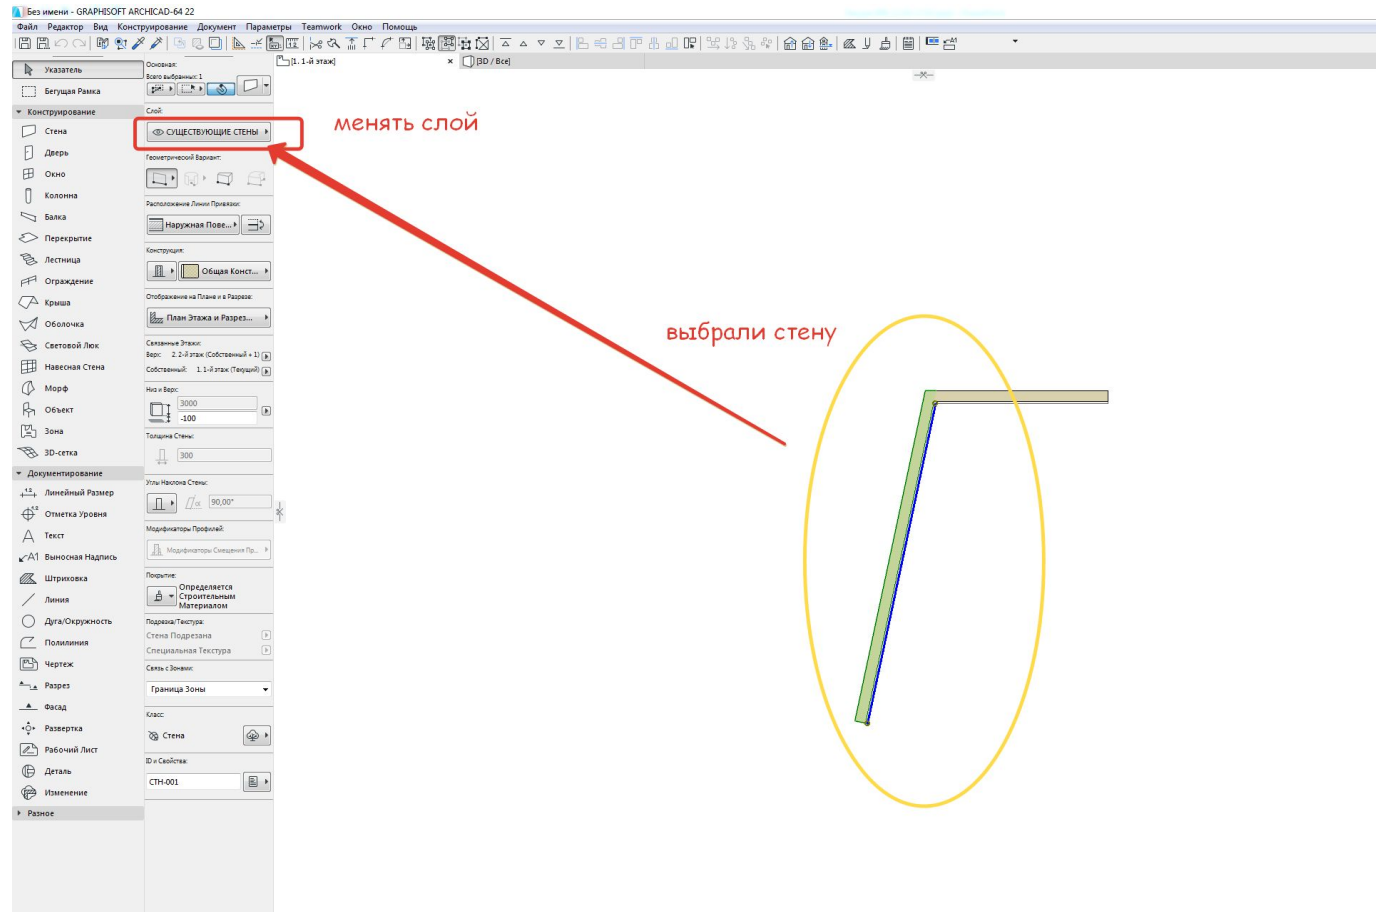 Без имени - GRAPHISOFT ARCHICAD-64 22
Файл Редактор Вид Конструирование Документ Параметры Teamwork Окно Помощь
[1. 1-й этаж]
[3D / Все]
Указатель
Бегущая Рамка
Конструирование
Стена
Дверь
Окно
Колонна
Балка
Перекрытие
Лестница
Ограждение
Крыша
Оболочка
Световой Люк
Навесная Стена
Морф
Объект
Зона
3D-сетка
Документирование
Линейный Размер
Отметка Уровня
Текст
Выносная Надпись
Штриховка
Линия
Дуга/Окружность
Полилиния
Чертеж
Разрез
Фасад
Развертка
Рабочий Лист
Деталь
Изменение
Разное
Основная:
Всего выбранных: 1
Слой:
СУЩЕСТВУЮЩИЕ СТЕНЫ
Геометрический Вариант:
Расположение Линии Привязки:
Наружная Пове...
Конструкция:
Общая Конст...
Отображение на Плане и в Разрезе:
План Этажа и Разрез...
Связанные Этажи:
Верх: 2. 2-й этаж (Собственный + 1)
Собственный: 1. 1-й этаж (Текущий)
Низ и Верх:
3000
-100
Толщина Стены:
300
Углы Наклона Стены:
90,00°
Модификаторы Профилей:
Модификаторы Смещения Пр...
Покрытие:
Определяется
Строительным
Материалом
Подрезка/Текстура:
Стена Подрезана
Специальная Текстура
Связь с Зонами:
Граница Зоны
Класс:
Стена
ID и Свойства:
СТН-001
менять слой
выбрали стену